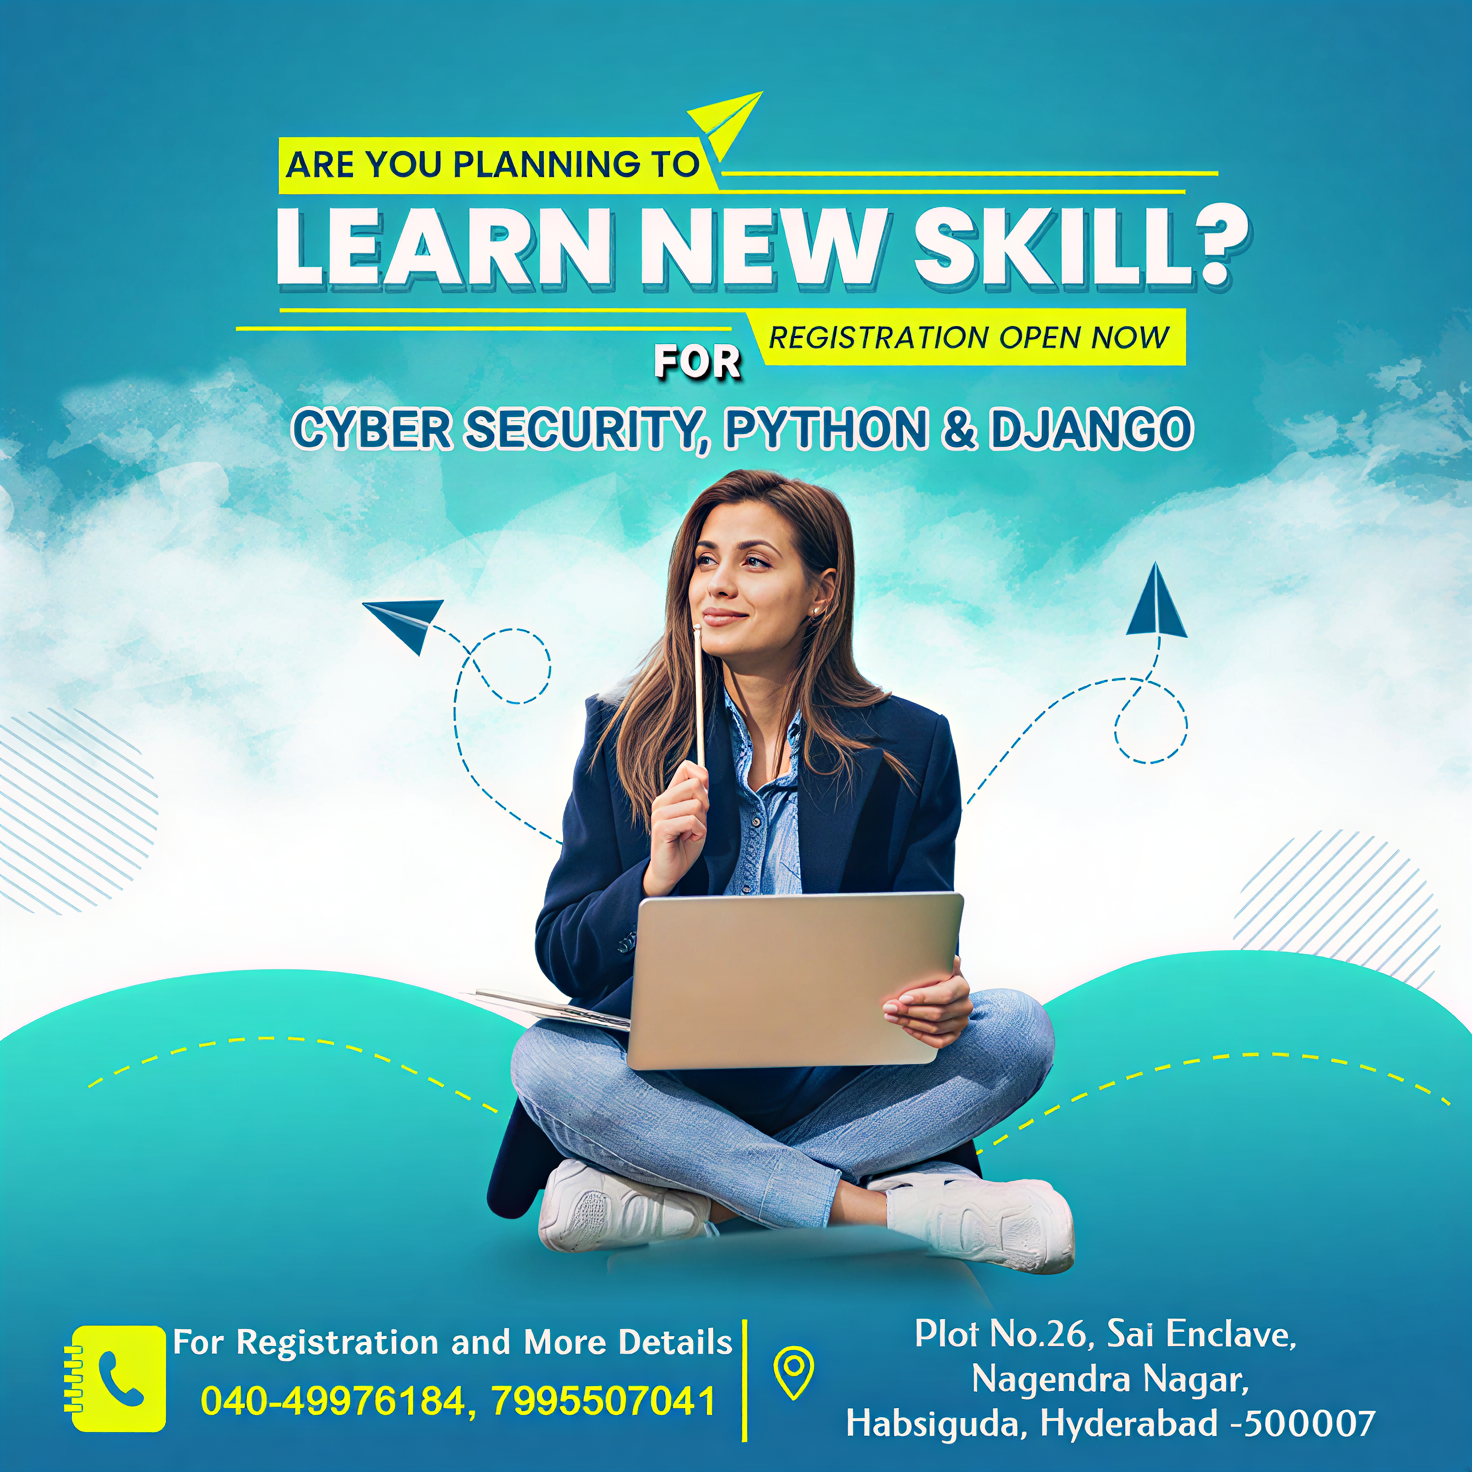 ARE YOU PLANNING TO
LEARN NEW SKILL?
REGISTRATION OPEN NOW
FOR
CYBER SECURITY, PYTHON & DJANGO
For Registration and More Details
040-49976184, 7995507041
Plot No.26, Sai Enclave,
Nagendra Nagar,
Habsiguda, Hyderabad -500007